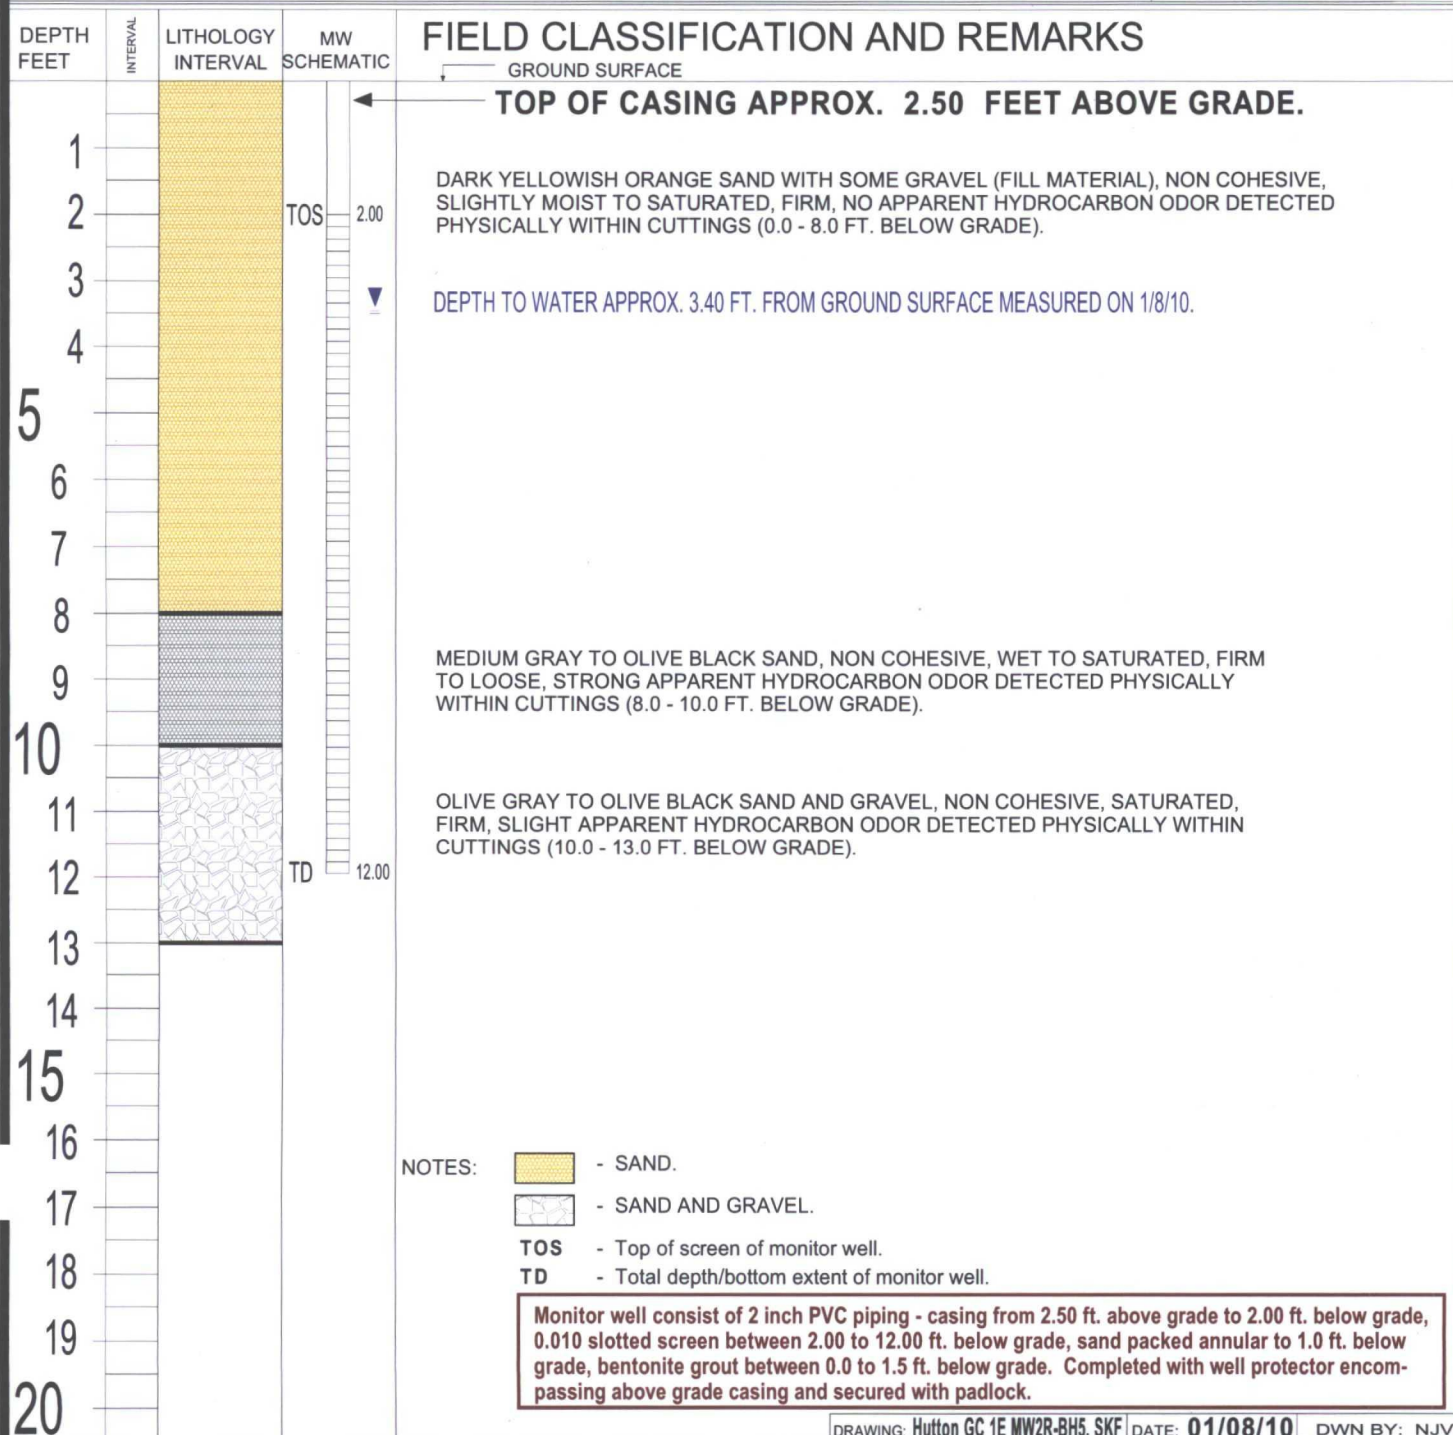 DEPTH
FEET
INTERVAL
LITHOLOGY
INTERVAL
MW
SCHEMATIC
FIELD CLASSIFICATION AND REMARKS
GROUND SURFACE
TOP OF CASING APPROX. 2.50 FEET ABOVE GRADE.
1
DARK YELLOWISH ORANGE SAND WITH SOME GRAVEL (FILL MATERIAL), NON COHESIVE,
SLIGHTLY MOIST TO SATURATED, FIRM, NO APPARENT HYDROCARBON ODOR DETECTED
PHYSICALLY WITHIN CUTTINGS (0.0 - 8.0 FT. BELOW GRADE).
2
TOS
2.00
3
DEPTH TO WATER APPROX. 3.40 FT. FROM GROUND SURFACE MEASURED ON 1/8/10.
4
5
6
7
8
9
MEDIUM GRAY TO OLIVE BLACK SAND, NON COHESIVE, WET TO SATURATED, FIRM
TO LOOSE, STRONG APPARENT HYDROCARBON ODOR DETECTED PHYSICALLY
WITHIN CUTTINGS (8.0 - 10.0 FT. BELOW GRADE).
10
11
OLIVE GRAY TO OLIVE BLACK SAND AND GRAVEL, NON COHESIVE, SATURATED,
FIRM, SLIGHT APPARENT HYDROCARBON ODOR DETECTED PHYSICALLY WITHIN
CUTTINGS (10.0 - 13.0 FT. BELOW GRADE).
12
TD
12.00
13
14
15
16
17
18
19
20
NOTES:
- SAND.
- SAND AND GRAVEL.
TOS - Top of screen of monitor well.
TD - Total depth/bottom extent of monitor well.
Monitor well consist of 2 inch PVC piping - casing from 2.50 ft. above grade to 2.00 ft. below grade,
0.010 slotted screen between 2.00 to 12.00 ft. below grade, sand packed annular to 1.0 ft. below
grade, bentonite grout between 0.0 to 1.5 ft. below grade. Completed with well protector encom-
passing above grade casing and secured with padlock.
DRAWING: Hutton GC 1E MW2R-BH5. SKF DATE: 01/08/10 DWN BY: NJV